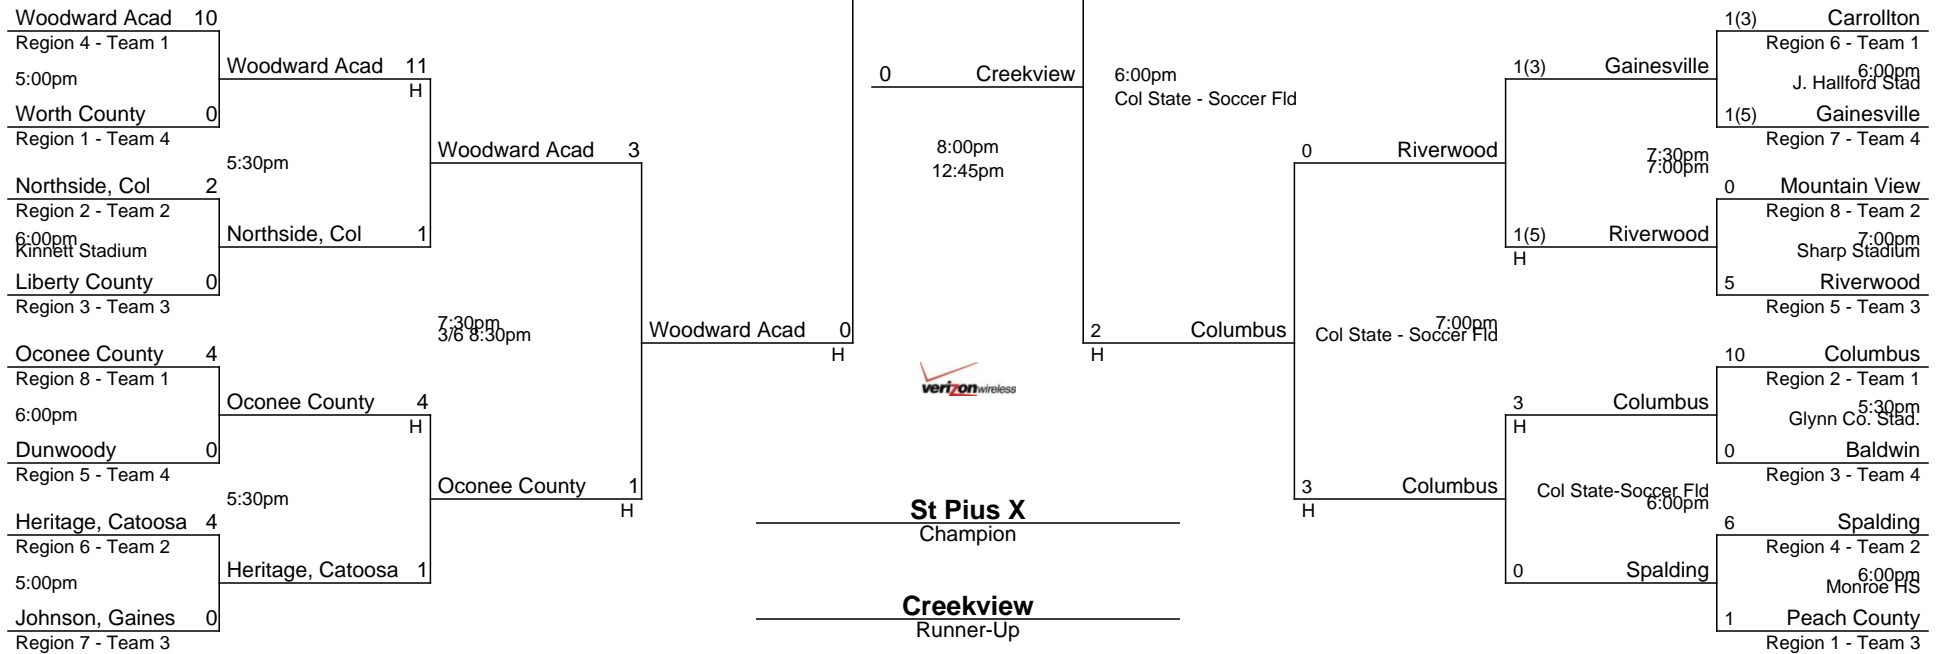 Woodward Acad 10
Region 4 - Team 1
5:00pm
Worth County 0
Region 1 - Team 4
Northside, Col 2
Region 2 - Team 2
6:00pm
Kinnett Stadium
Liberty County 0
Region 3 - Team 3
Oconee County 4
Region 8 - Team 1
6:00pm
Dunwoody 0
Region 5 - Team 4
Heritage, Catoosa 4
Region 6 - Team 2
5:00pm
Johnson, Gaines 0
Region 7 - Team 3
Woodward Acad 11
H
5:30pm
Northside, Col 1
Oconee County 4
H
5:30pm
Heritage, Catoosa 1
Woodward Acad 3
7:30pm
3/6 8:30pm
Oconee County 1
H
Woodward Acad 0
H
0 Creekview
8:00pm
12:45pm
verizonwireless
St Pius X
Champion
Creekview
Runner-Up
6:00pm
Col State - Soccer Fld
2 Columbus
H
0 Riverwood
7:00pm
Col State - Soccer Fld
3 Columbus
H
1(3) Gainesville
7:30pm
7:00pm
1(5) Riverwood
H
3 Columbus
H
Col State-Soccer Fld
6:00pm
0 Spalding
1(3) Carrollton
Region 6 - Team 1
6:00pm
J. Hallford Stad
1(5) Gainesville
Region 7 - Team 4
0 Mountain View
Region 8 - Team 2
7:00pm
Sharp Stadium
5 Riverwood
Region 5 - Team 3
10 Columbus
Region 2 - Team 1
5:30pm
Glynn Co. Stad.
0 Baldwin
Region 3 - Team 4
6 Spalding
Region 4 - Team 2
6:00pm
Monroe HS
1 Peach County
Region 1 - Team 3